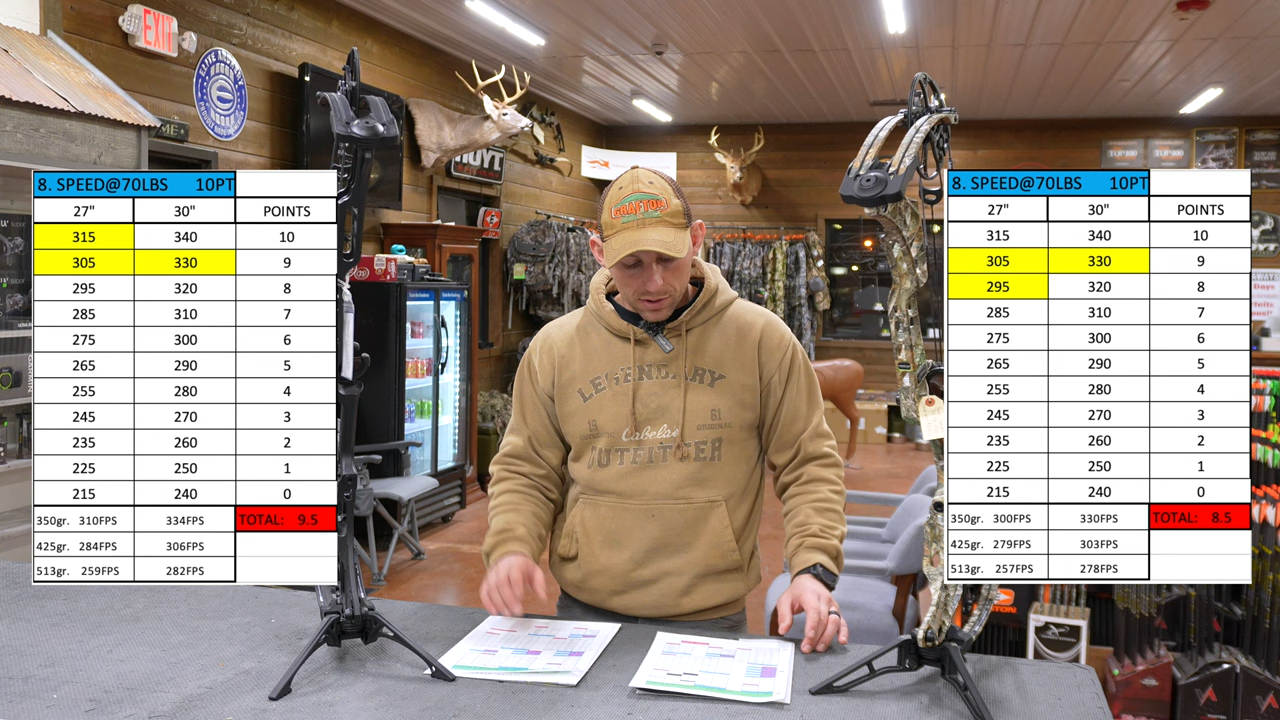 EXIT
HOYT
GRAFTON
LEGENDARY
19 61
ORIGINAL
Cabela's
OUTFITTER
8. SPEED@70LBS 10PT
27" 30" POINTS
315 340 10
305 330 9
295 320 8
285 310 7
275 300 6
265 290 5
255 280 4
245 270 3
235 260 2
225 250 1
215 240 0
350gr. 310FPS 334FPS TOTAL: 9.5
425gr. 284FPS 306FPS
513gr. 259FPS 282FPS
8. SPEED@70LBS 10PT
27" 30" POINTS
315 340 10
305 330 9
295 320 8
285 310 7
275 300 6
265 290 5
255 280 4
245 270 3
235 260 2
225 250 1
215 240 0
350gr. 300FPS 330FPS TOTAL: 8.5
425gr. 279FPS 303FPS
513gr. 257FPS 278FPS